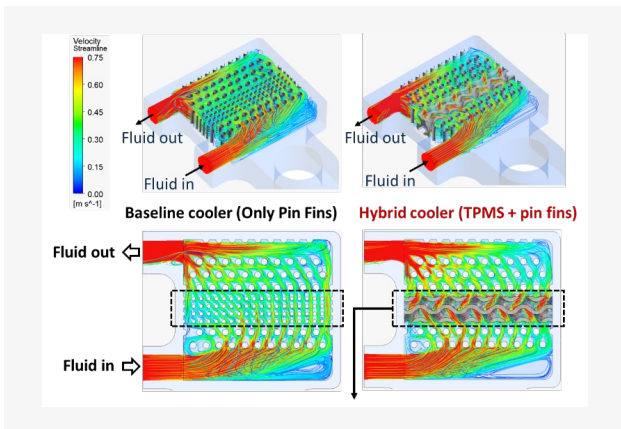 Velocity
Streamline
0.75
0.60
0.45
0.30
0.15
0.00
[m s^-1]
Fluid out
Fluid in
Fluid out
Fluid in
Baseline cooler (Only Pin Fins)
Hybrid cooler (TPMS + pin fins)
Fluid out
Fluid in